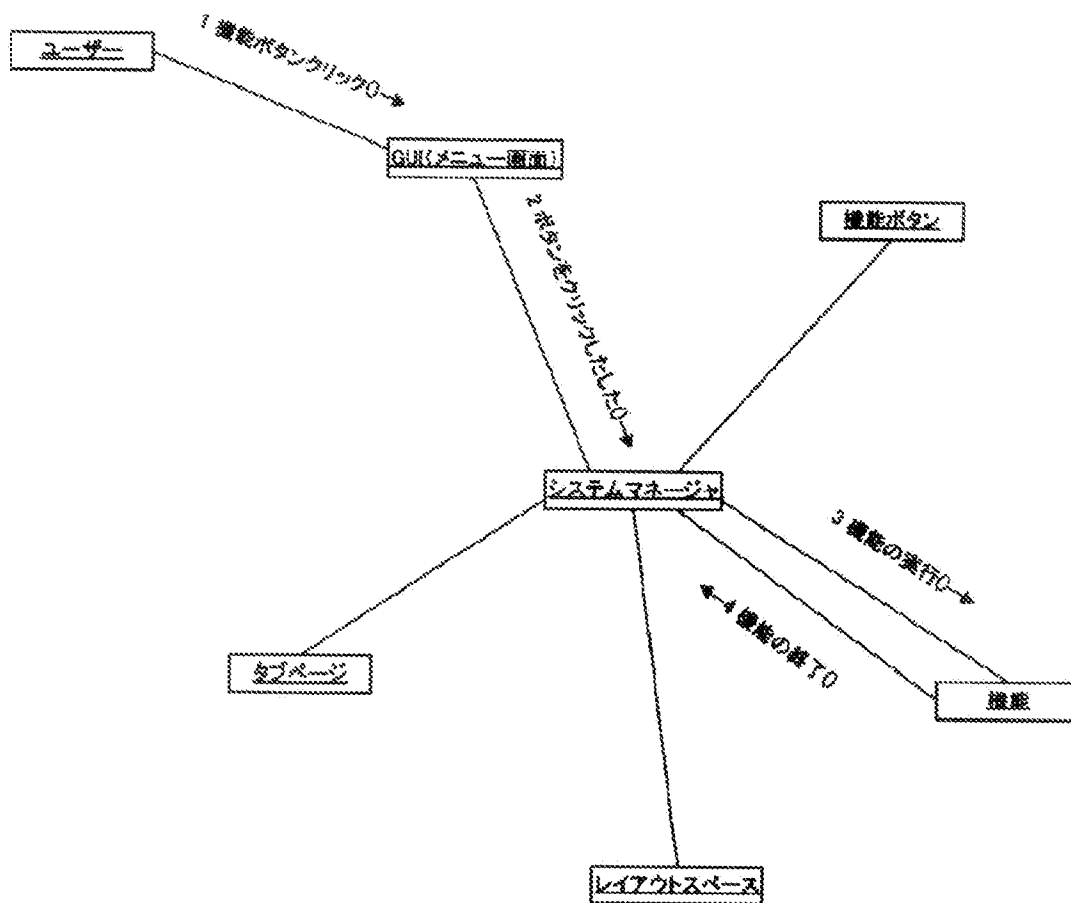 ユーザー
1 機能ボタンクリック()→
GUI(メニュー画面)
2 ボタンをクリックしたした()→
機能ボタン
システムマネージャ
3 機能の実行()→
←4 機能の終了()
タブページ
機能
レイアウトスペース